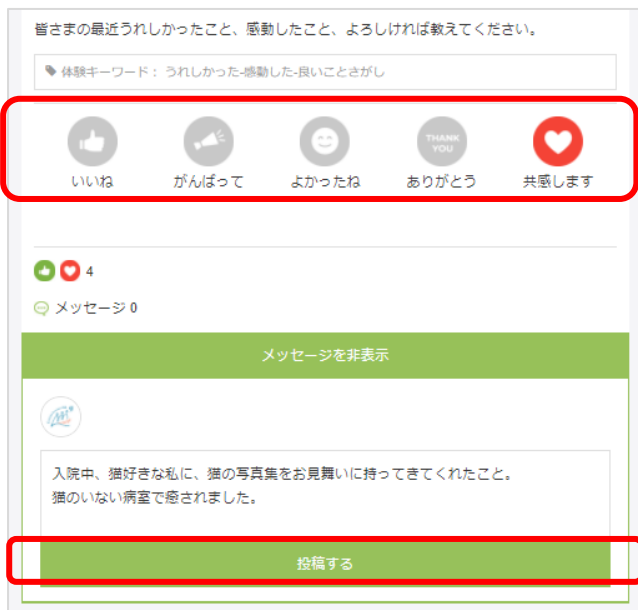 皆さまの最近うれしかったこと、感動したこと、よろしければ教えてください。
体験キーワード： うれしかった-感動した-良いことさがし
THANK
YOU
いいね がんばって よかったね ありがとう 共感します
4
メッセージ 0
メッセージを非表示
入院中、猫好きな私に、猫の写真集をお見舞いに持ってきてくれたこと。
猫のいない病室で癒されました。
投稿する